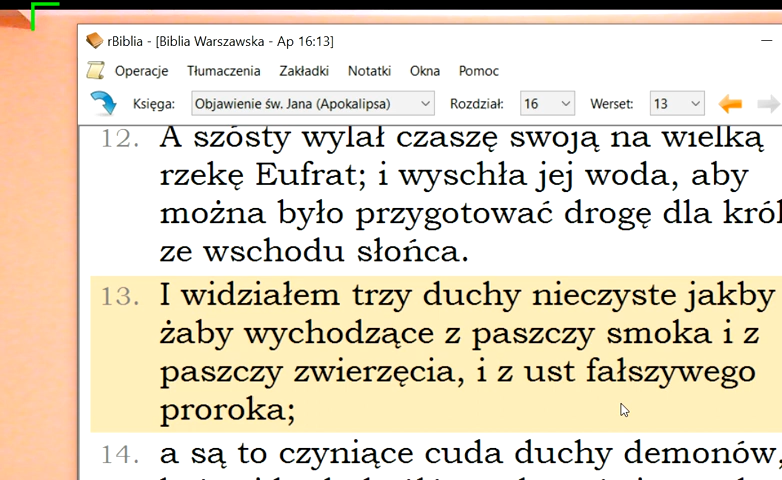 rBiblia - [Biblia Warszawska - Ap 16:13]
Operacje Tłumaczenia Zakładki Notatki Okna Pomoc
Księga: Objawienie św. Jana (Apokalipsa) Rozdział: 16 Werset: 13
12. A szósty wylał czaszę swoją na wielką
rzekę Eufrat; i wyschła jej woda, aby
można było przygotować drogę dla król
ze wschodu słońca.
13. I widziałem trzy duchy nieczyste jakby
żaby wychodzące z paszczy smoka i z
paszczy zwierzęcia, i z ust fałszywego
proroka;
14. a są to czyniące cuda duchy demonów,